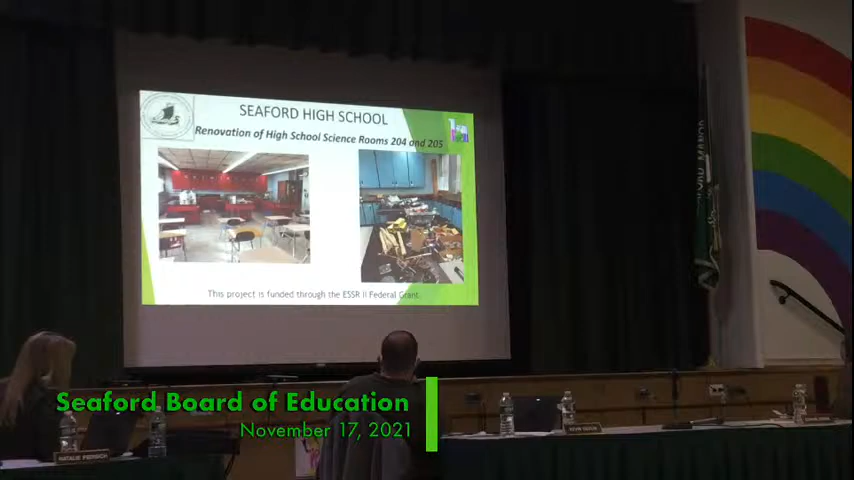 SEAFORD HIGH SCHOOL
Renovation of High School Science Rooms 204 and 205
This project is funded through the ESSR II Federal Grant.
Seaford Board of Education
November 17, 2021